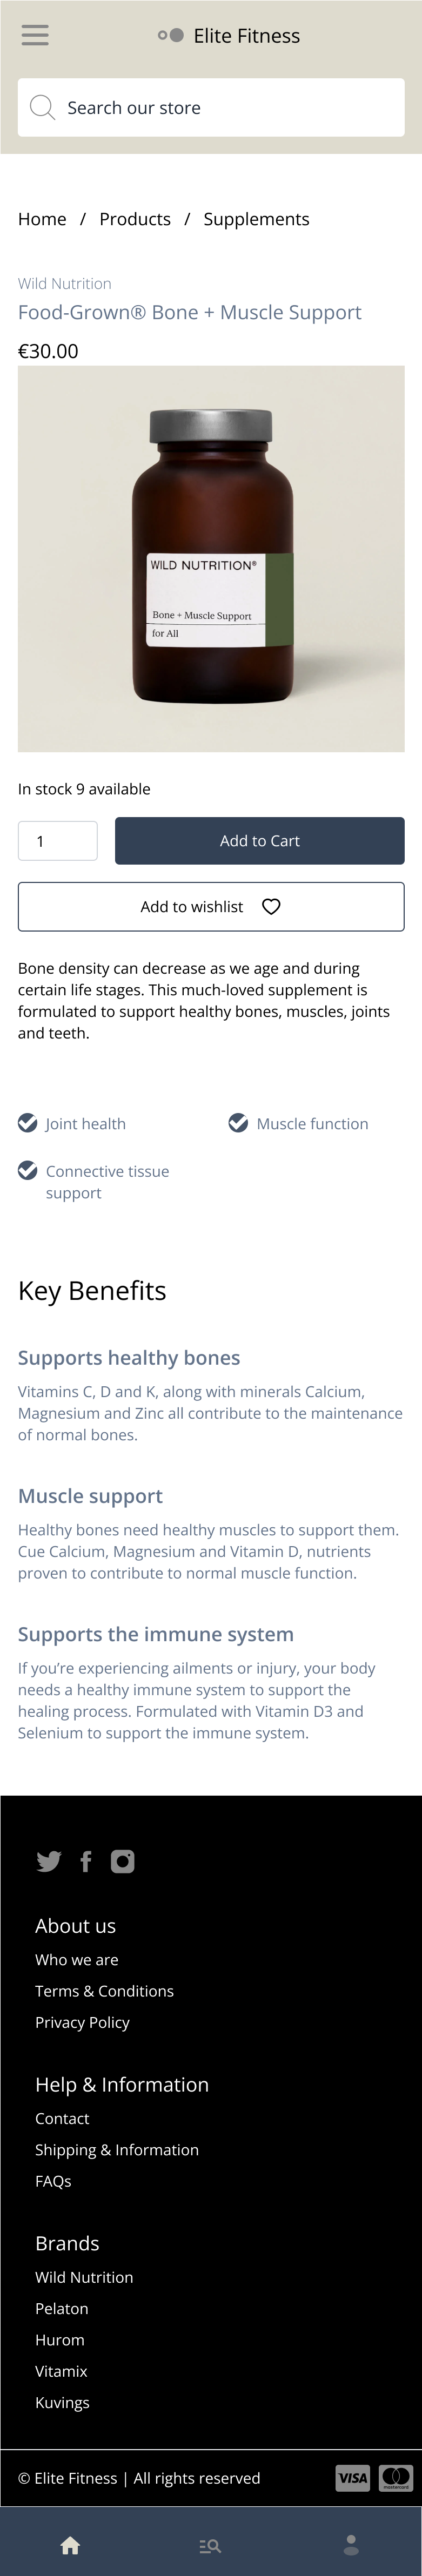 Elite Fitness
Search our store
Home / Products / Supplements
Wild Nutrition
Food-Grown® Bone + Muscle Support
€30.00
WILD NUTRITION®
Bone + Muscle Support
for All
In stock 9 available
1
Add to Cart
Add to wishlist
Bone density can decrease as we age and during
certain life stages. This much-loved supplement is
formulated to support healthy bones, muscles, joints
and teeth.
Joint health
Muscle function
Connective tissue
support
Key Benefits
Supports healthy bones
Vitamins C, D and K, along with minerals Calcium,
Magnesium and Zinc all contribute to the maintenance
of normal bones.
Muscle support
Healthy bones need healthy muscles to support them.
Cue Calcium, Magnesium and Vitamin D, nutrients
proven to contribute to normal muscle function.
Supports the immune system
If you’re experiencing ailments or injury, your body
needs a healthy immune system to support the
healing process. Formulated with Vitamin D3 and
Selenium to support the immune system.
About us
Who we are
Terms & Conditions
Privacy Policy
Help & Information
Contact
Shipping & Information
FAQs
Brands
Wild Nutrition
Pelaton
Hurom
Vitamix
Kuvings
© Elite Fitness | All rights reserved
VISA
mastercard